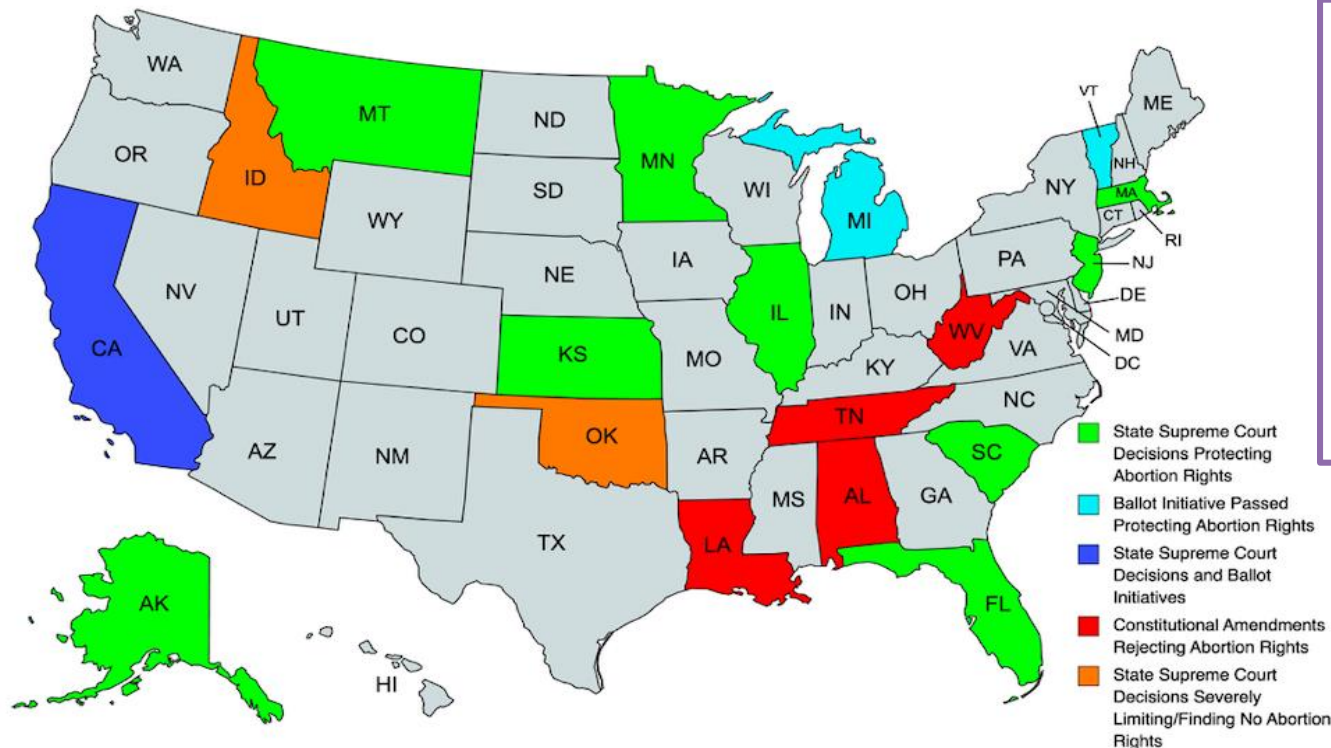 WA
MT
ND
MN
VT
ME
OR
ID
SD
WI
MI
NY
NH
MA
CT
RI
WY
IA
PA
NJ
NE
NV
UT
CO
IL
IN
OH
DE
MD
DC
WV
VA
CA
KS
MO
KY
NC
TN
AZ
NM
OK
AR
SC
MS
AL
GA
TX
LA
FL
AK
HI
State Supreme Court
Decisions Protecting
Abortion Rights
Ballot Initiative Passed
Protecting Abortion Rights
State Supreme Court
Decisions and Ballot
Initiatives
Constitutional Amendments
Rejecting Abortion Rights
State Supreme Court
Decisions Severely
Limiting/Finding No Abortion
Rights